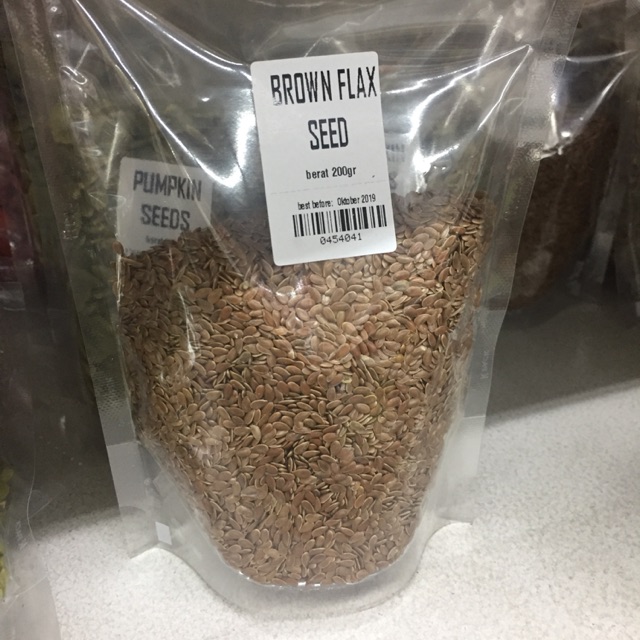 BROWN FLAX
SEED
berat 200gr
best before: Oktober 2019
0454041
PUMPKIN
SEEDS